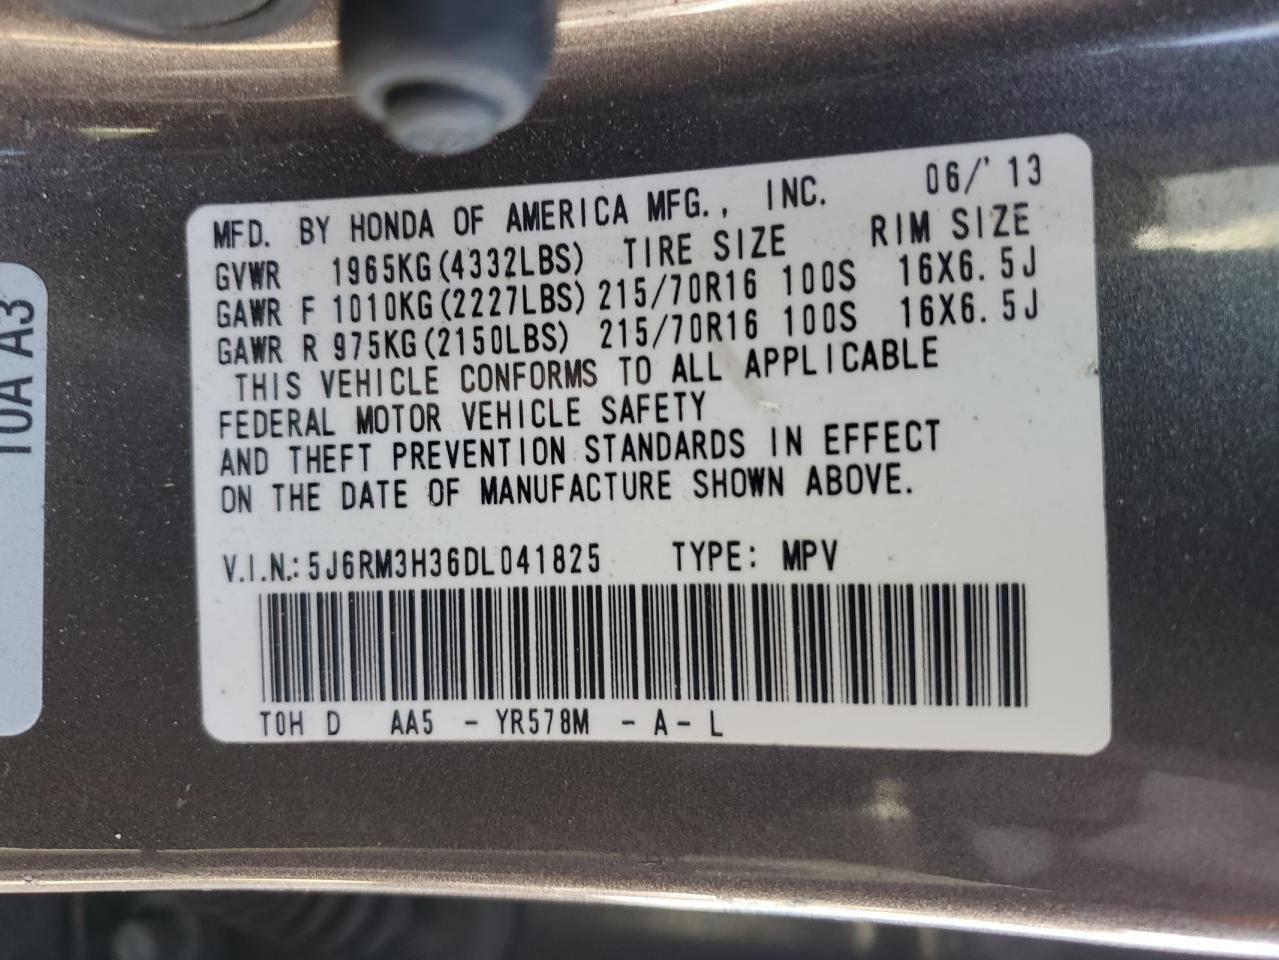 MFD. BY HONDA OF AMERICA MFG., INC. 06/'13
GVWR 1965KG(4332LBS) TIRE SIZE RIM SIZE
GAWR F 1010KG(2227LBS) 215/70R16 100S 16X6.5J
GAWR R 975KG(2150LBS) 215/70R16 100S 16X6.5J
THIS VEHICLE CONFORMS TO ALL APPLICABLE
FEDERAL MOTOR VEHICLE SAFETY
AND THEFT PREVENTION STANDARDS IN EFFECT
ON THE DATE OF MANUFACTURE SHOWN ABOVE.
V.I.N.: 5J6RM3H36DL041825 TYPE: MPV
T0H D AA5 - YR578M - A - L
T0A A3